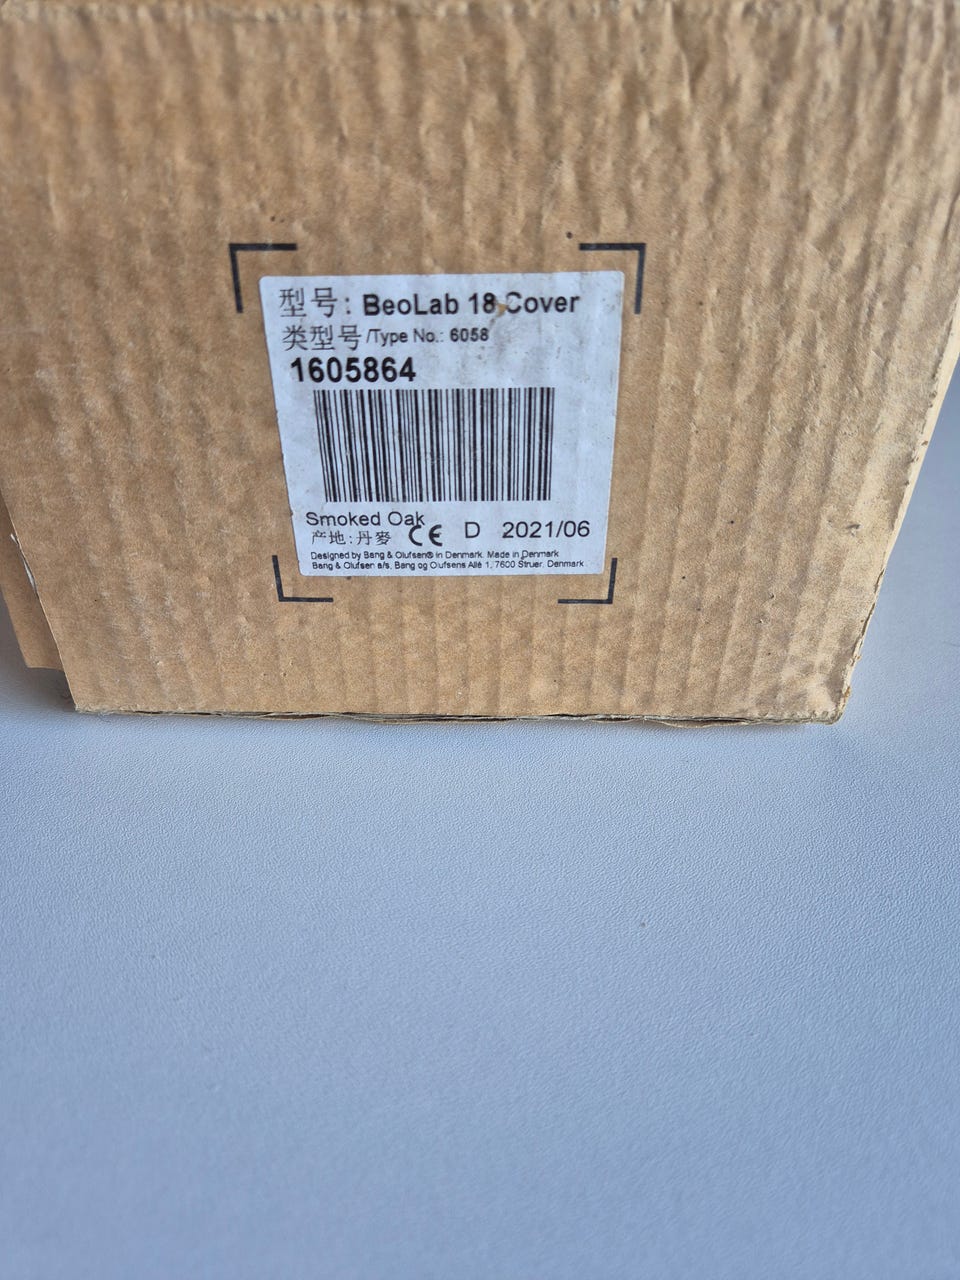 型号: BeoLab 18 Cover
类型号/Type No.: 6058
1605864
Smoked Oak
产地: 丹麥 CE D 2021/06
Designed by Bang & Olufsen® in Denmark. Made in Denmark
Bang & Olufsen a/s, Bang og Olufsens Allé 1, 7600 Struer, Denmark